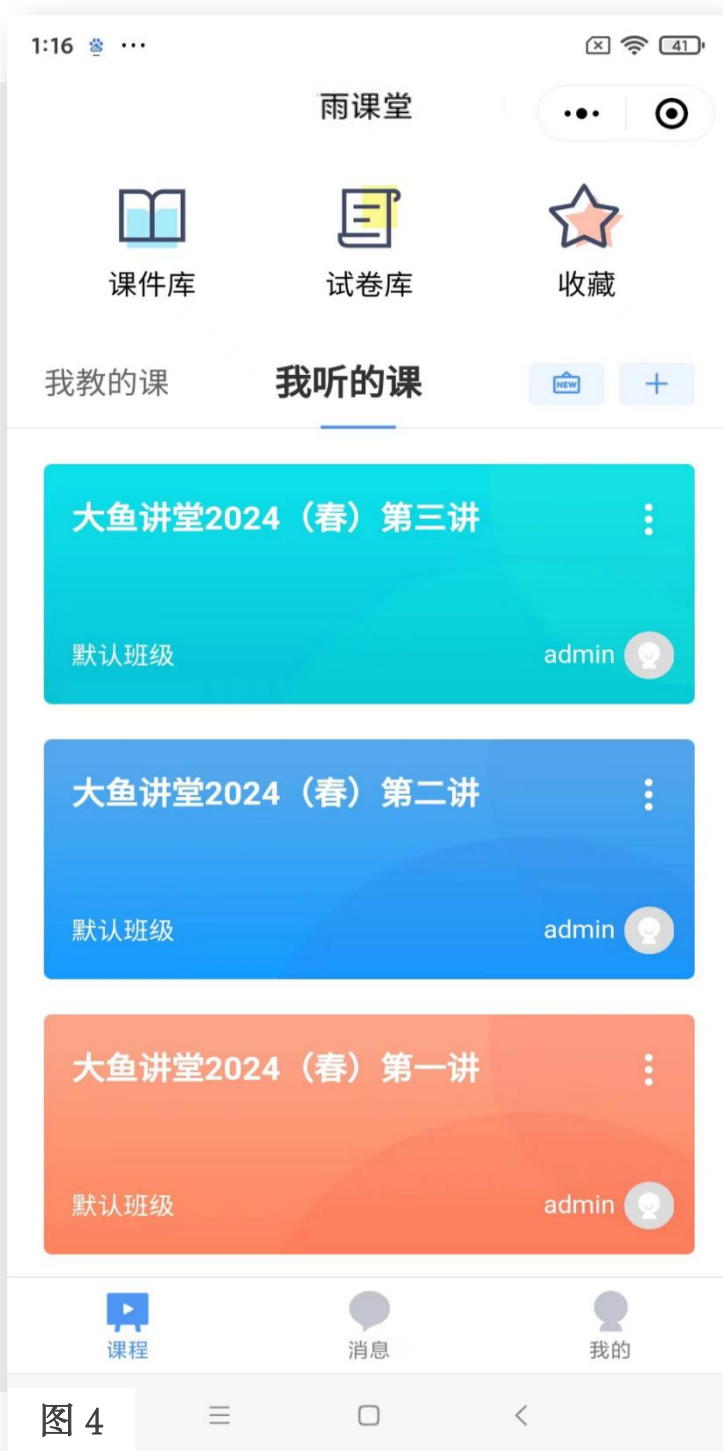 1:16 ··· 41
雨课堂
课件库 试卷库 收藏
我教的课 我听的课 NEW
大鱼讲堂2024（春）第三讲
默认班级 admin
大鱼讲堂2024（春）第二讲
默认班级 admin
大鱼讲堂2024（春）第一讲
默认班级 admin
课程 消息 我的
图 4